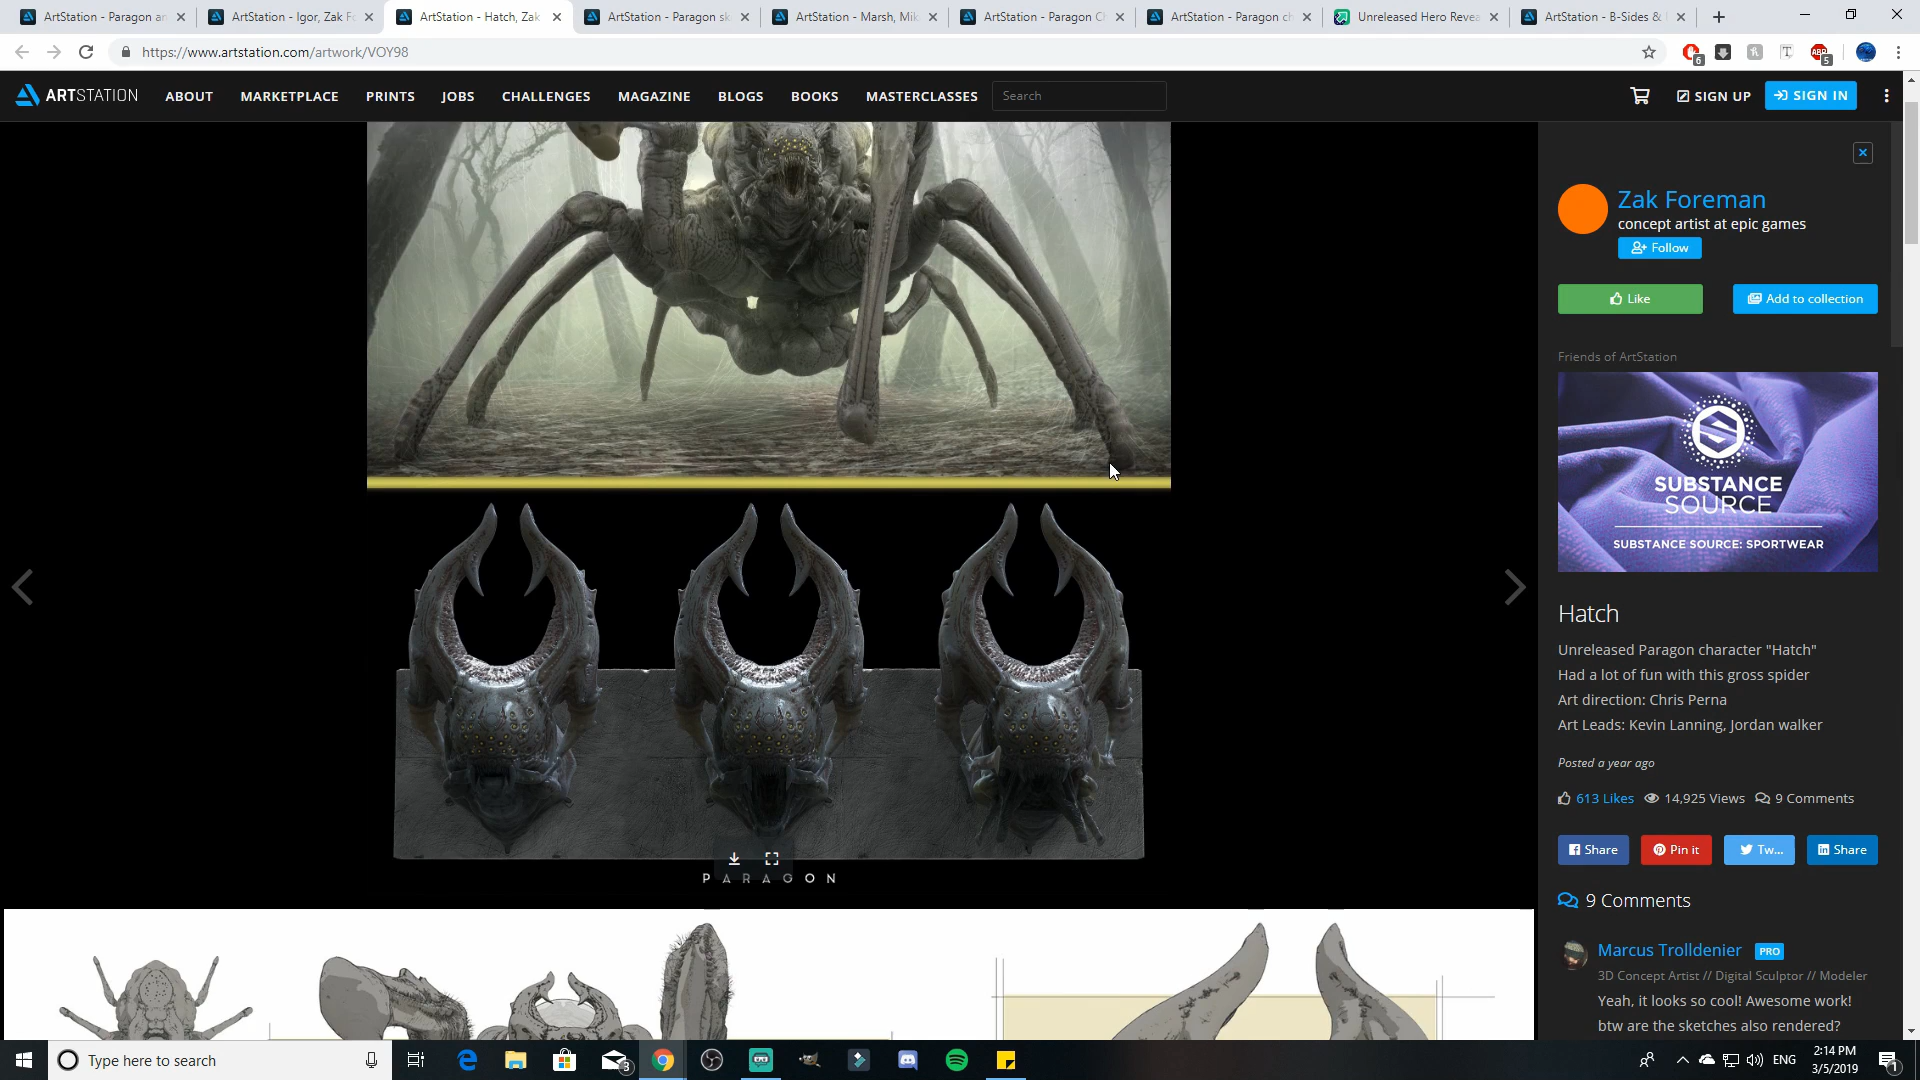 ArtStation - Paragon ar
ArtStation - Igor, Zak Fo
ArtStation - Hatch, Zak
ArtStation - Paragon sk
ArtStation - Marsh, Mik
ArtStation - Paragon Ch
ArtStation - Paragon ch
Unreleased Hero Revea
ArtStation - B-Sides &
https://www.artstation.com/artwork/VOY98
6
ABP
5
ARTSTATION
ABOUT
MARKETPLACE
PRINTS
JOBS
CHALLENGES
MAGAZINE
BLOGS
BOOKS
MASTERCLASSES
Search
SIGN UP
SIGN IN
Zak Foreman
concept artist at epic games
Follow
Like
Add to collection
Friends of ArtStation
SUBSTANCE
SOURCE
SUBSTANCE SOURCE: SPORTWEAR
Hatch
Unreleased Paragon character "Hatch"
Had a lot of fun with this gross spider
Art direction: Chris Perna
Art Leads: Kevin Lanning, Jordan walker
Posted a year ago
613 Likes 14,925 Views 9 Comments
Share
Pin it
Tw...
Share
PARAGON
9 Comments
Marcus Trolldenier PRO
3D Concept Artist // Digital Sculptor // Modeler
Yeah, it looks so cool! Awesome work!
btw are the sketches also rendered?
Type here to search
3
ENG
2:14 PM
3/5/2019
1